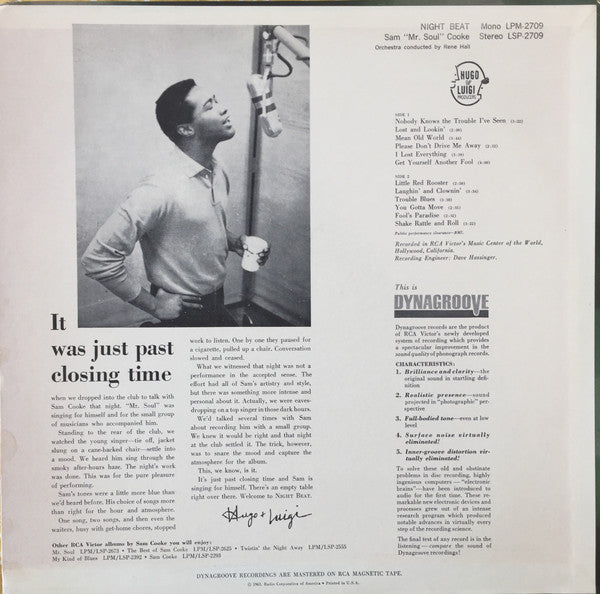 NIGHT BEAT Mono LPM-2709
Sam "Mr. Soul" Cooke Stereo LSP-2709
Orchestra conducted by Rene Hall
HUGO
LUIGI
PRODUCERS
SIDE 1
Nobody Knows the Trouble I've Seen
Lost and Lookin'
Mean Old World
Please Don't Drive Me Away
I Lost Everything
Get Yourself Another Fool
SIDE 2
Little Red Rooster
Laughin' and Clownin'
Trouble Blues
You Gotta Move
Fool's Paradise
Shake Rattle and Roll
Public performance clearance—BMI.
Recorded in RCA Victor's Music Center of the World,
Hollywood, California.
Recording Engineer: Dave Hassinger.
This is
DYNAGROOVE
Dynagroove records are the product
of RCA Victor's newly developed
system of recording which provides
a spectacular improvement in the
sound quality of phonograph records.
CHARACTERISTICS:
1. Brilliance and clarity—the
original sound in startling defi-
nition
2. Realistic presence—sound
projected in "photographic" per-
spective
3. Full-bodied tone—even at low
level
4. Surface noise virtually
eliminated!
5. Inner-groove distortion vir-
tually eliminated!
To solve these old and obstinate
problems in disc recording, highly
ingenious computers — "electronic
brains"—have been introduced to
audio for the first time. These re-
markable new electronic devices and
processes grew out of an intense
research program which produced
notable advances in virtually every
step of the recording science.
The final test of any record is in the
listening — compare the sound of
Dynagroove recordings!
It
was just past
closing time
when we dropped into the club to talk with
Sam Cooke that night. "Mr. Soul" was
singing for himself and for the small group
of musicians who accompanied him.
Standing to the rear of the club, we
watched the young singer—tie off, jacket
slung on a cane-backed chair—settle into
a mood. We heard him sing through the
smoky after-hours haze. The night's work
was done. This was for the pure pleasure
of performing.
Sam's tones were a little more blue than
we'd heard before. His choice of songs more
than right for the hour and atmosphere.
One song, two songs, and then even the
waiters, busy with get-home chores, stopped
work to listen. One by one they paused for
a cigarette, pulled up a chair. Conversation
slowed and ceased.
What we witnessed that night was not a
performance in the accepted sense. The
effort had all of Sam's artistry and style,
but there was something more intense and
personal about it. Actually, we were eaves-
dropping on a top singer in those dark hours.
We'd talked several times with Sam
about recording him with a small group.
We knew it would be right and that night
at the club settled it. The trick, however,
was to snare the mood and capture the
atmosphere for the album.
This, we know, is it.
It's just past closing time and Sam is
singing for himself. There's an empty table
right over there. Welcome to NIGHT BEAT.
Hugo & Luigi
Other RCA Victor albums by Sam Cooke you will enjoy:
Mr. Soul LPM/LSP-2673 • The Best of Sam Cooke LPM/LSP-2625 • Twistin' the Night Away LPM/LSP-2555
My Kind of Blues LPM/LSP-2392 • Sam Cooke LPM/LSP-2293
DYNAGROOVE RECORDINGS ARE MASTERED ON RCA MAGNETIC TAPE.
© 1963, Radio Corporation of America • Printed in U.S.A.